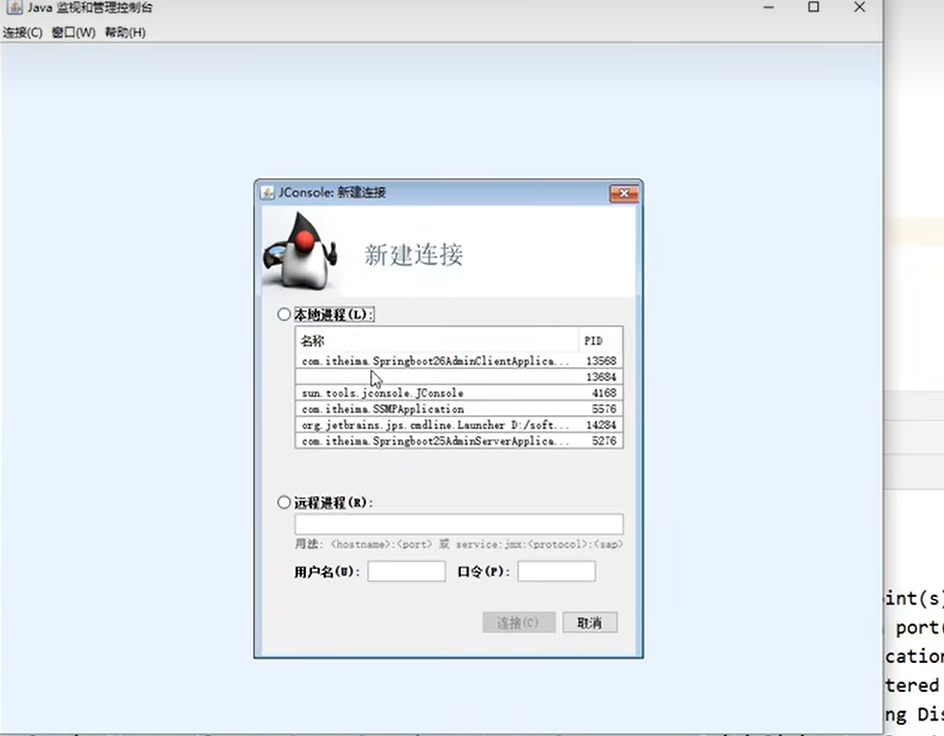 Java 监视和管理控制台
连接(C) 窗口(W) 帮助(H)
JConsole: 新建连接
新建连接
本地进程(L):
名称 PID
com.itheima.Springboot26AdminClientApplica... 13568
13684
sun.tools.jconsole.JConsole 4168
com.itheima.SSMPApplication 5576
org.jetbrains.jps.cmdline.Launcher D:/soft... 14284
com.itheima.Springboot25AdminServerApplica... 5276
远程进程(R):
用法: <hostname>:<port> 或 service:jmx:<protocol>:<sap>
用户名(U): 口令(P):
连接(C) 取消
int(s)
port(
cation
tered
ng Dis